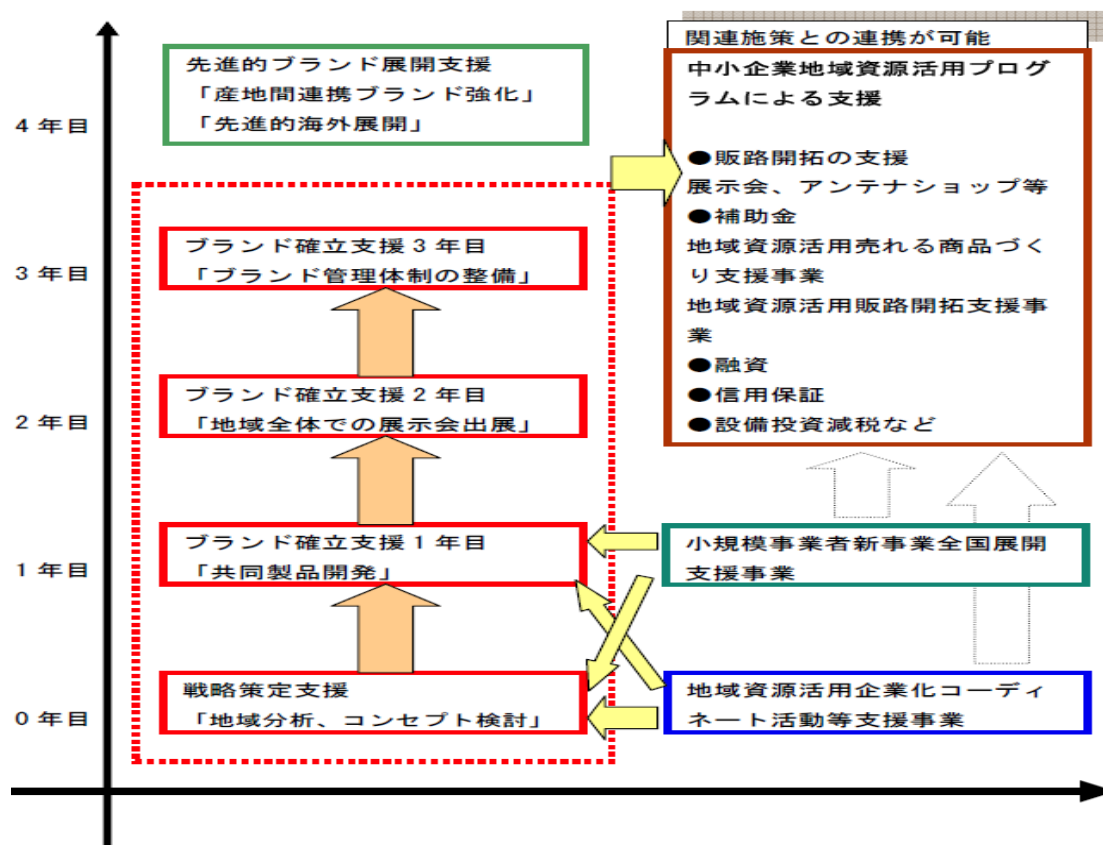 4年目
先進的ブランド展開支援
「産地間連携ブランド強化」
「先進的海外展開」
3年目
ブランド確立支援3年目
「ブランド管理体制の整備」
2年目
ブランド確立支援2年目
「地域全体での展示会出展」
1年目
ブランド確立支援1年目
「共同製品開発」
0年目
戦略策定支援
「地域分析、コンセプト検討」
関連施策との連携が可能
中小企業地域資源活用プログ
ラムによる支援
●販路開拓の支援
展示会、アンテナショップ等
●補助金
地域資源活用売れる商品づく
り支援事業
地域資源活用販路開拓支援事
業
●融資
●信用保証
●設備投資減税など
小規模事業者新事業全国展開
支援事業
地域資源活用企業化コーディ
ネート活動等支援事業